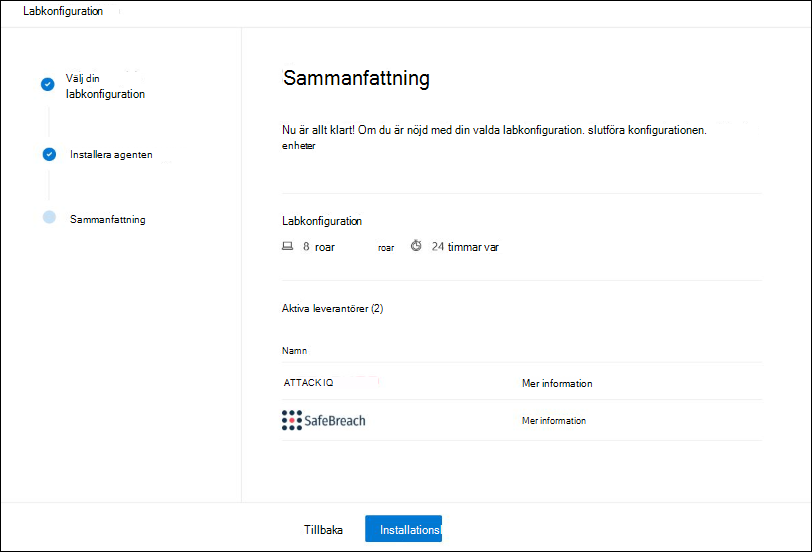 Labkonfiguration
Välj din
labkonfiguration
Installera agenten
Sammanfattning
Sammanfattning
Nu är allt klart! Om du är nöjd med din valda labkonfiguration. slutföra konfigurationen.
enheter
Labkonfiguration
8 roar roar 24 timmar var
Aktiva leverantörer (2)
Namn
ATTACKIQ Mer information
SafeBreach Mer information
Tillbaka Installations